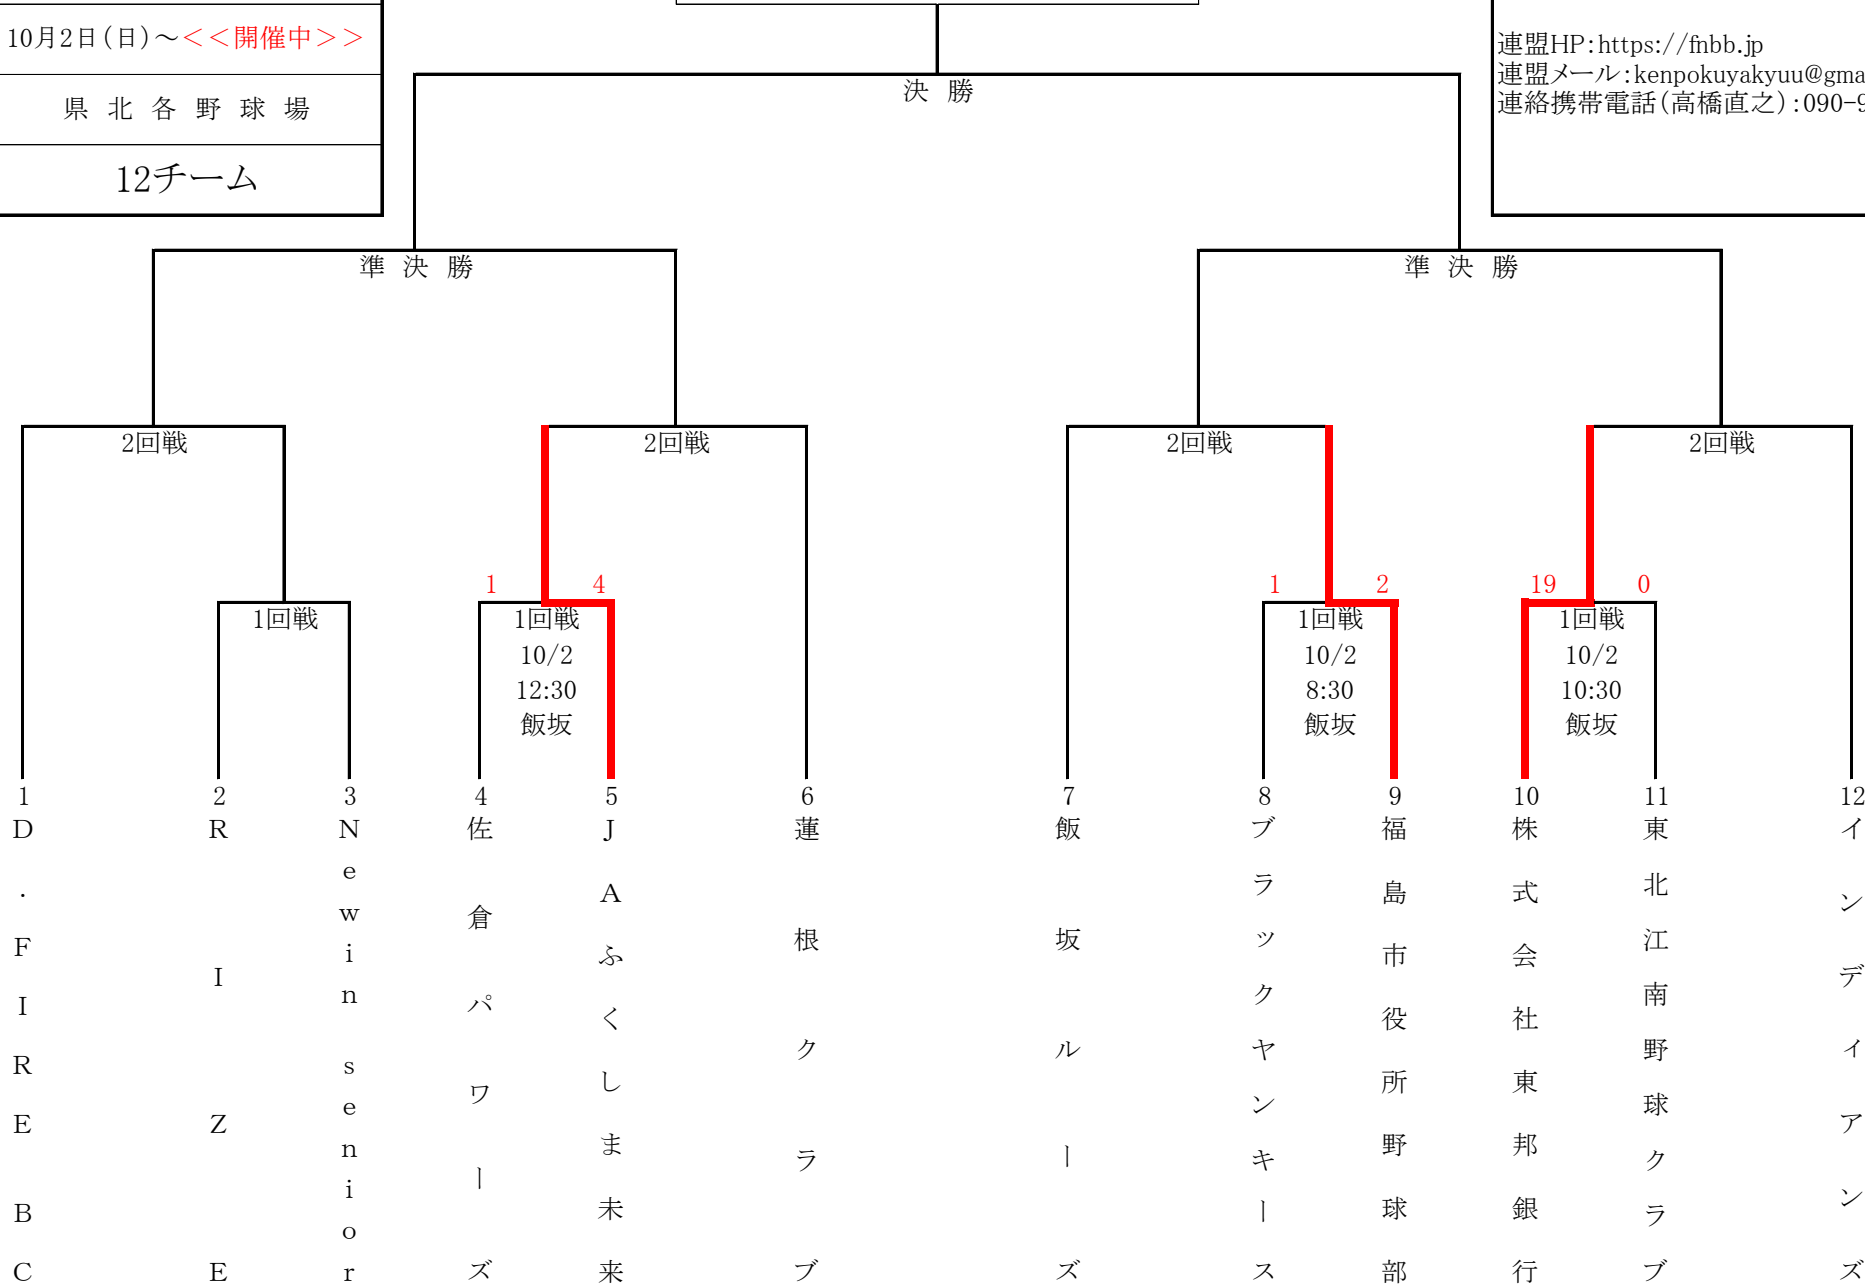 10月2日（日）～＜＜開催中＞＞
県北各野球場
12チーム
連盟HP：https://fnbb.jp
連盟メール：kenpokuyakyuu@gma
連絡携帯電話（高橋直之）：090-9
決勝
準決勝
準決勝
2回戦
2回戦
2回戦
2回戦
1 4
1 2
19 0
1回戦
1回戦
10/2
12:30
飯坂
1回戦
10/2
8:30
飯坂
1回戦
10/2
10:30
飯坂
1
D.FIRE BC
2
RIZE
3
Newin senior
4
佐倉パワーズ
5
JAふくしま未来
6
蓬根クラブ
7
飯坂ルーズ
8
ブラックヤンキース
9
福島市役所野球部
10
株式会社東邦銀行
11
東北江南野球クラブ
12
インディイアンズ